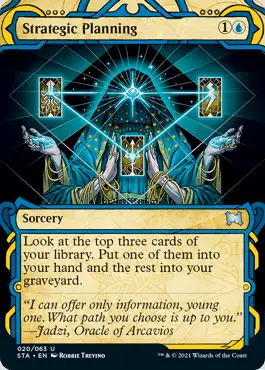 Strategic Planning 1
Sorcery
Look at the top three cards of
your library. Put one of them into
your hand and the rest into your
graveyard.
“I can offer only information, young
one. What path you choose is up to you.”
—Jadzi, Oracle of Arcavios
020/063 U
STA • EN Robbie Trevino
™ & © 2021 Wizards of the Coast